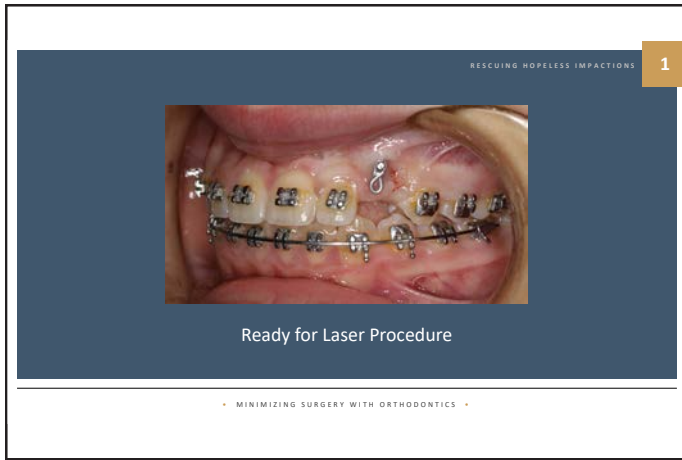 RESCUING HOPELESS IMPACTIONS
1
Ready for Laser Procedure
• MINIMIZING SURGERY WITH ORTHODONTICS •